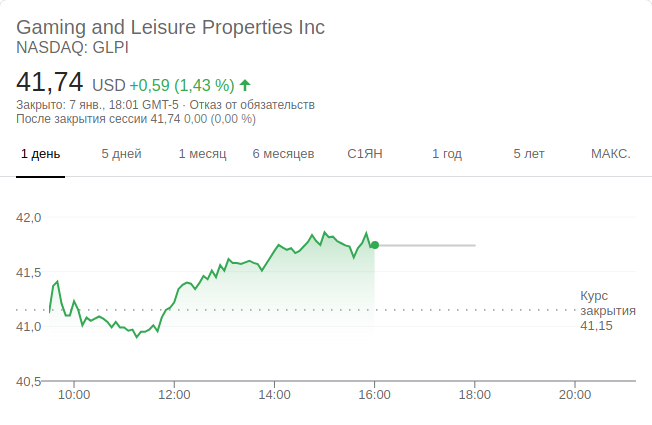 Gaming and Leisure Properties Inc
NASDAQ: GLPI
41,74 USD +0,59 (1,43 %)
Закрыто: 7 янв., 18:01 GMT-5 · Отказ от обязательств
После закрытия сессии 41,74 0,00 (0,00 %)
1 день 5 дней 1 месяц 6 месяцев С1ЯН 1 год 5 лет МАКС.
42,0
41,5
Курс
закрытия
41,15
41,0
40,5
10:00 12:00 14:00 16:00 18:00 20:00